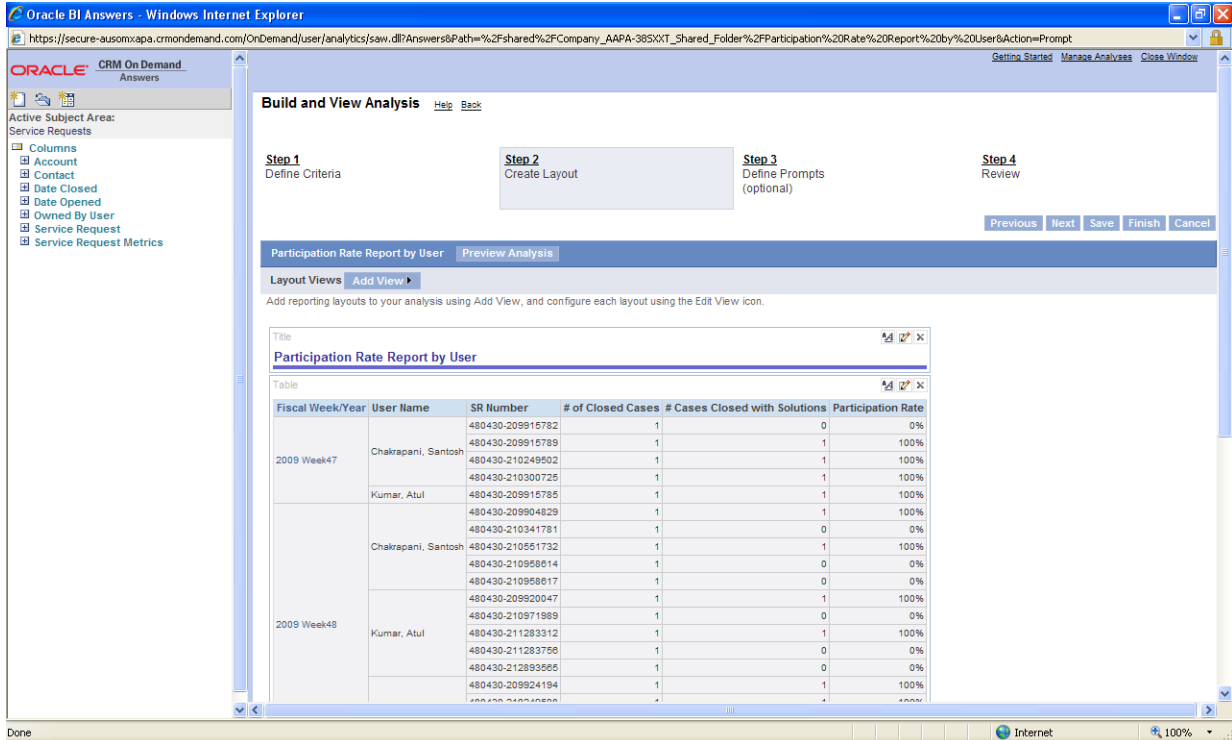 Oracle BI Answers - Windows Internet Explorer
https://secure-ausomxapa.crmondemand.com/OnDemand/user/analytics/saw.dll?Answers&Path=%2Fshared%2FCompany_AAPA-38SXXT_Shared_Folder%2FParticipation%20Rate%20Report%20by%20User&Action=Prompt
ORACLE CRM On Demand
Answers
Getting Started Manage Analyses Close Window
Active Subject Area:
Service Requests
Columns
Account
Contact
Date Closed
Date Opened
Owned By User
Service Request
Service Request Metrics
Build and View Analysis Help Back
Step 1 Step 2 Step 3 Step 4
Define Criteria Create Layout Define Prompts Review
(optional)
Previous Next Save Finish Cancel
Participation Rate Report by User Preview Analysis
Layout Views Add View
Add reporting layouts to your analysis using Add View, and configure each layout using the Edit View icon.
Title
Participation Rate Report by User
Table
Fiscal Week/Year User Name SR Number # of Closed Cases # Cases Closed with Solutions Participation Rate
2009 Week47 Chakrapani, Santosh 480430-209915782 1 0 0%
480430-209915789 1 1 100%
480430-210249502 1 1 100%
480430-210300725 1 1 100%
Kumar, Atul 480430-209915785 1 1 100%
2009 Week48 Chakrapani, Santosh 480430-209904829 1 1 100%
480430-210341781 1 0 0%
480430-210551732 1 1 100%
480430-210958614 1 0 0%
480430-210958617 1 0 0%
Kumar, Atul 480430-209920047 1 1 100%
480430-210971989 1 0 0%
480430-211283312 1 1 100%
480430-211283756 1 0 0%
480430-212893565 1 0 0%
480430-209924194 1 1 100%
Done Internet 100%